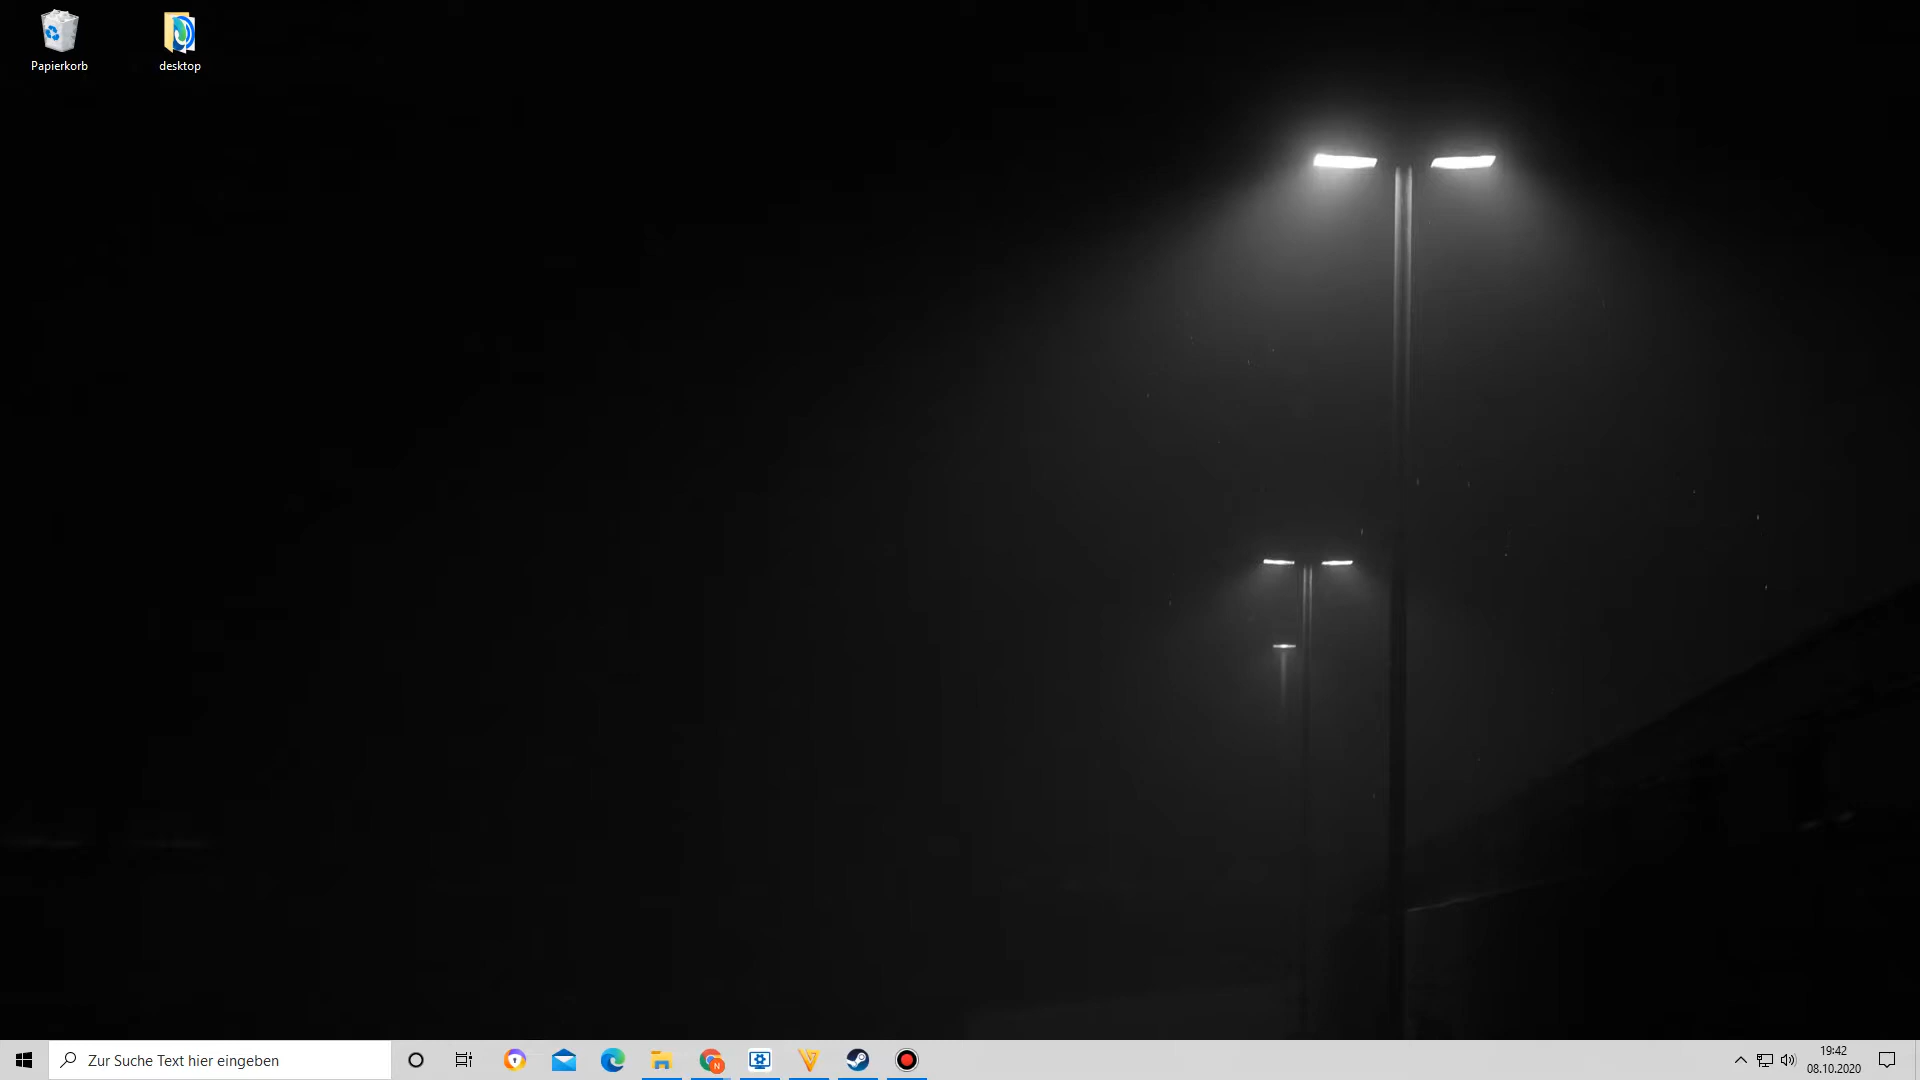 Papierkorb
desktop
Zur Suche Text hier eingeben
N
19:42
08.10.2020